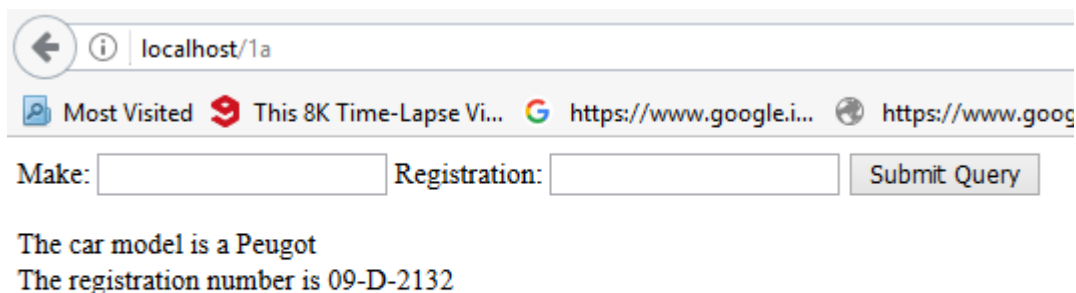 localhost/1a
Most Visited This 8K Time-Lapse Vi... https://www.google.i... https://www.goog
Make: Registration: Submit Query
The car model is a Peugot
The registration number is 09-D-2132